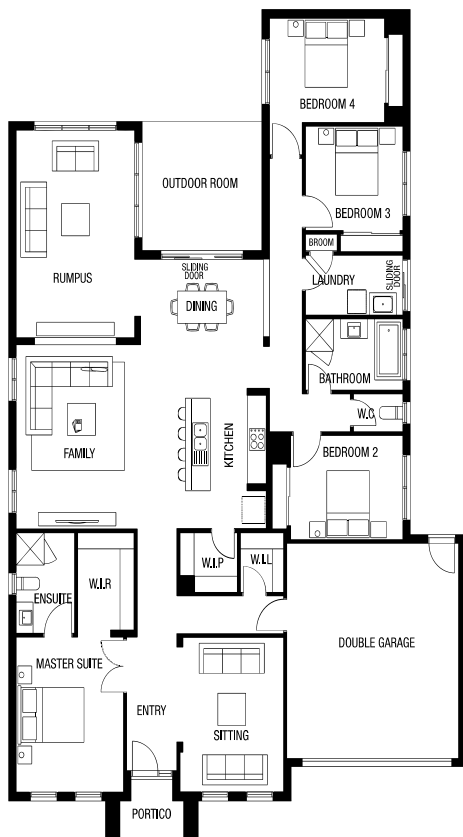 BEDROOM 4
OUTDOOR ROOM
BEDROOM 3
BROOM
RUMPUS
SLIDING
DOOR
LAUNDRY
SLIDING
DOOR
DINING
BATHROOM
W.C
FAMILY
KITCHEN
BEDROOM 2
W.I.P
W.I.L
W.I.R
ENSUITE
DOUBLE GARAGE
MASTER SUITE
ENTRY
SITTING
PORTICO